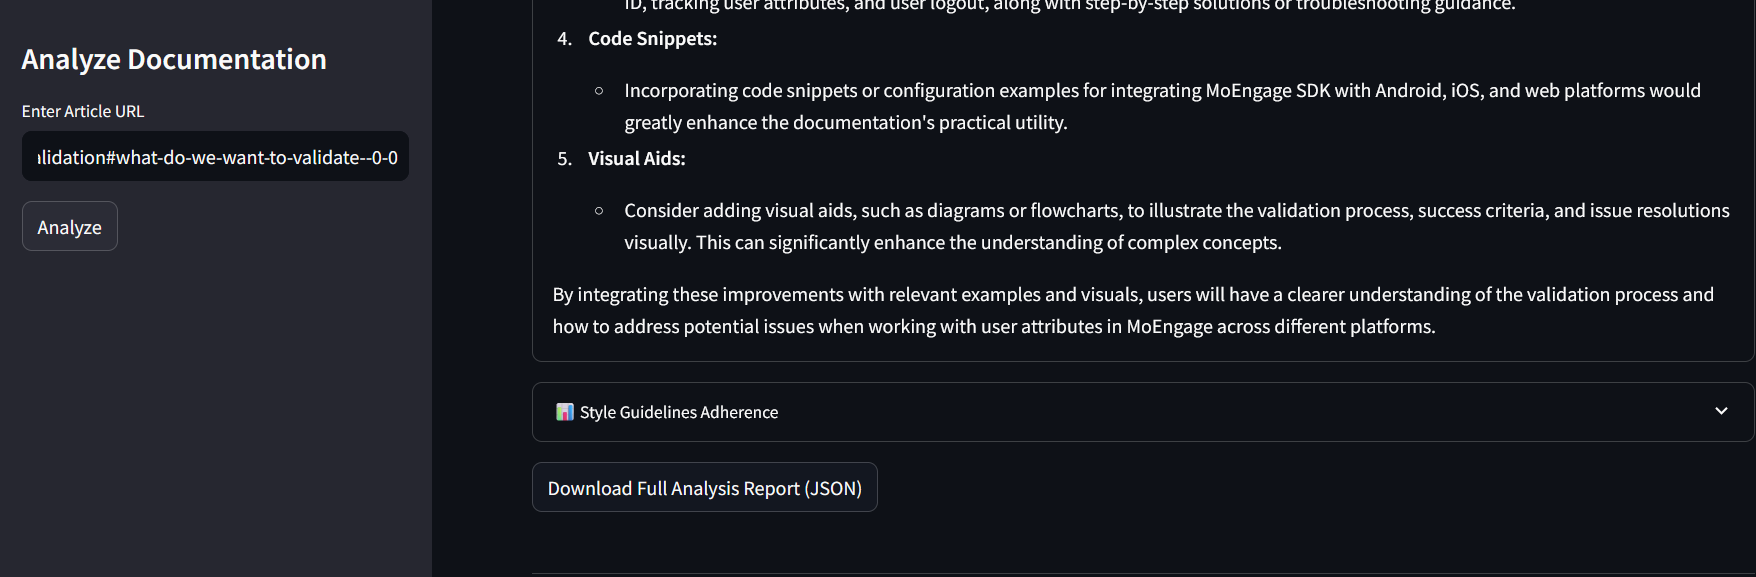 Analyze Documentation
Enter Article URL
alidation#what-do-we-want-to-validate--0-0
Analyze
ID, tracking user attributes, and user logout, along with step-by-step solutions or troubleshooting guidance.
4. Code Snippets:
○ Incorporating code snippets or configuration examples for integrating MoEngage SDK with Android, iOS, and web platforms would
greatly enhance the documentation's practical utility.
5. Visual Aids:
○ Consider adding visual aids, such as diagrams or flowcharts, to illustrate the validation process, success criteria, and issue resolutions
visually. This can significantly enhance the understanding of complex concepts.
By integrating these improvements with relevant examples and visuals, users will have a clearer understanding of the validation process and
how to address potential issues when working with user attributes in MoEngage across different platforms.
📊 Style Guidelines Adherence
Download Full Analysis Report (JSON)